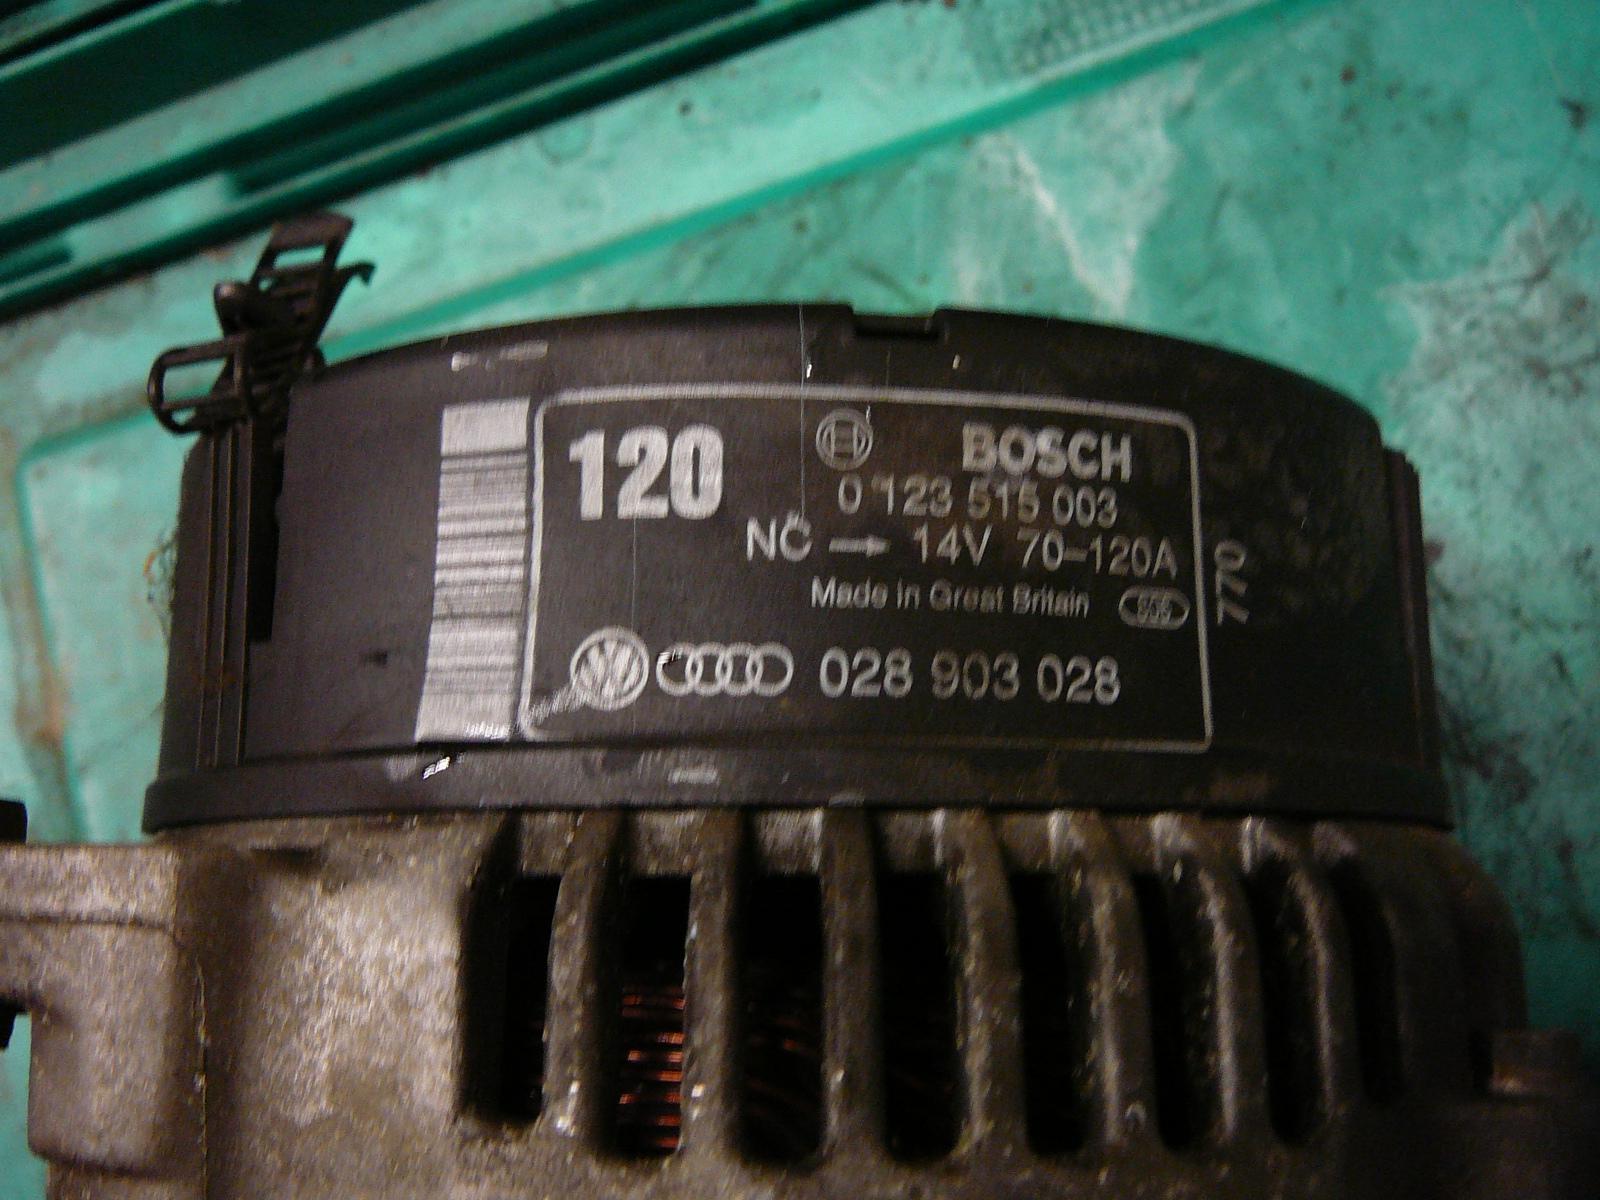 120
BOSCH
0 123 515 003
NC → 14V 70-120A
Made in Great Britain
028 903 028
770